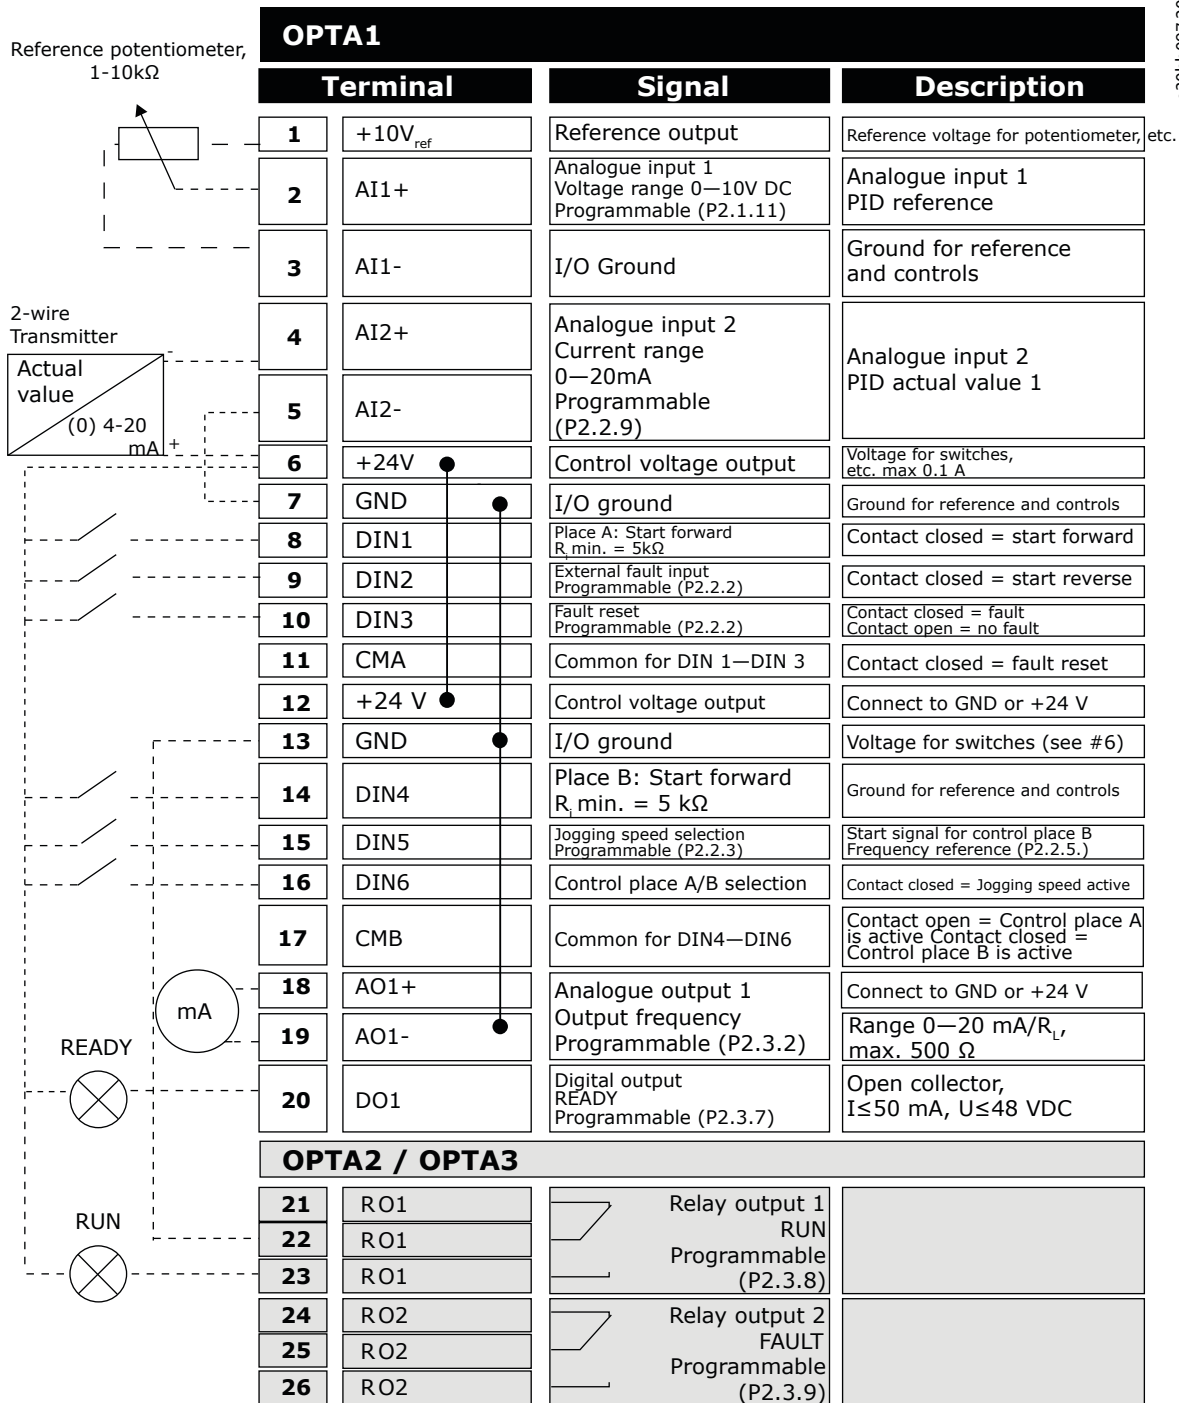 OPTA1
Reference potentiometer,
1-10kΩ
Terminal Signal Description
1 +10Vref Reference output Reference voltage for potentiometer, etc.
2 AI1+ Analogue input 1
Voltage range 0—10V DC
Programmable (P2.1.11)
Analogue input 1
PID reference
3 AI1- I/O Ground Ground for reference
and controls
2-wire
Transmitter
Actual
value
(0) 4-20
mA
-
+
4 AI2+
5 AI2-
Analogue input 2
Current range
0—20mA
Programmable
(P2.2.9)
Analogue input 2
PID actual value 1
6 +24V Control voltage output Voltage for switches,
etc. max 0.1 A
7 GND I/O ground Ground for reference and controls
8 DIN1 Place A: Start forward
Ri min. = 5kΩ
Contact closed = start forward
9 DIN2 External fault input
Programmable (P2.2.2)
Contact closed = start reverse
10 DIN3 Fault reset
Programmable (P2.2.2)
Contact closed = fault
Contact open = no fault
11 CMA Common for DIN 1—DIN 3 Contact closed = fault reset
12 +24 V Control voltage output Connect to GND or +24 V
13 GND I/O ground Voltage for switches (see #6)
14 DIN4 Place B: Start forward
Ri min. = 5 kΩ
Ground for reference and controls
15 DIN5 Jogging speed selection
Programmable (P2.2.3)
Start signal for control place B
Frequency reference (P2.2.5.)
16 DIN6 Control place A/B selection Contact closed = Jogging speed active
17 CMB Common for DIN4—DIN6 Contact open = Control place A
is active Contact closed =
Control place B is active
mA
18 AO1+
19 AO1-
Analogue output 1
Output frequency
Programmable (P2.3.2)
Connect to GND or +24 V
Range 0—20 mA/RL,
max. 500 Ω
READY
20 DO1 Digital output
READY
Programmable (P2.3.7)
Open collector,
I≤50 mA, U≤48 VDC
OPTA2 / OPTA3
RUN
21 RO1
22 RO1
23 RO1
Relay output 1
RUN
Programmable
(P2.3.8)
24 RO2
25 RO2
26 RO2
Relay output 2
FAULT
Programmable
(P2.3.9)